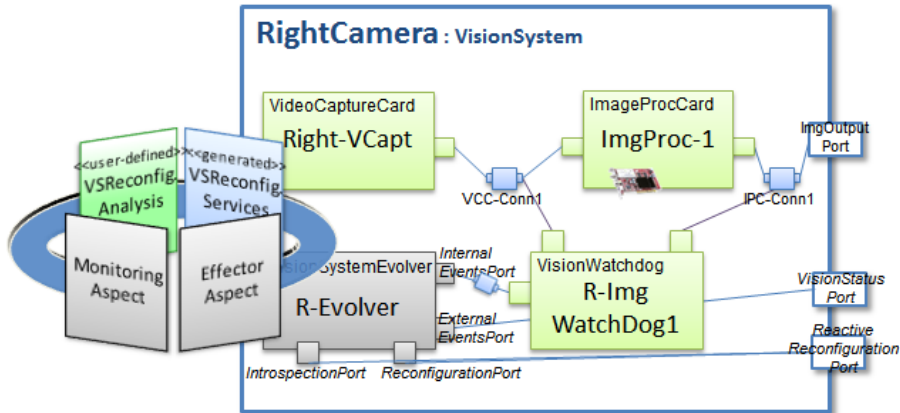 RightCamera : VisionSystem
VideoCaptureCard
Right-VCapt
ImageProcCard
ImgProc-1
ImgOutput
Port
VCC-Conn1
IPC-Conn1
<<user-defined>>
VSReconfig
Analysis
<<generated>>
VSReconfig
Services
Monitoring
Aspect
Effector
Aspect
VisionSystemEvolver
R-Evolver
Internal
EventsPort
External
EventsPort
IntrospectionPort
ReconfigurationPort
VisionWatchdog
R-Img
WatchDog1
VisionStatus
Port
Reactive
Reconfiguration
Port